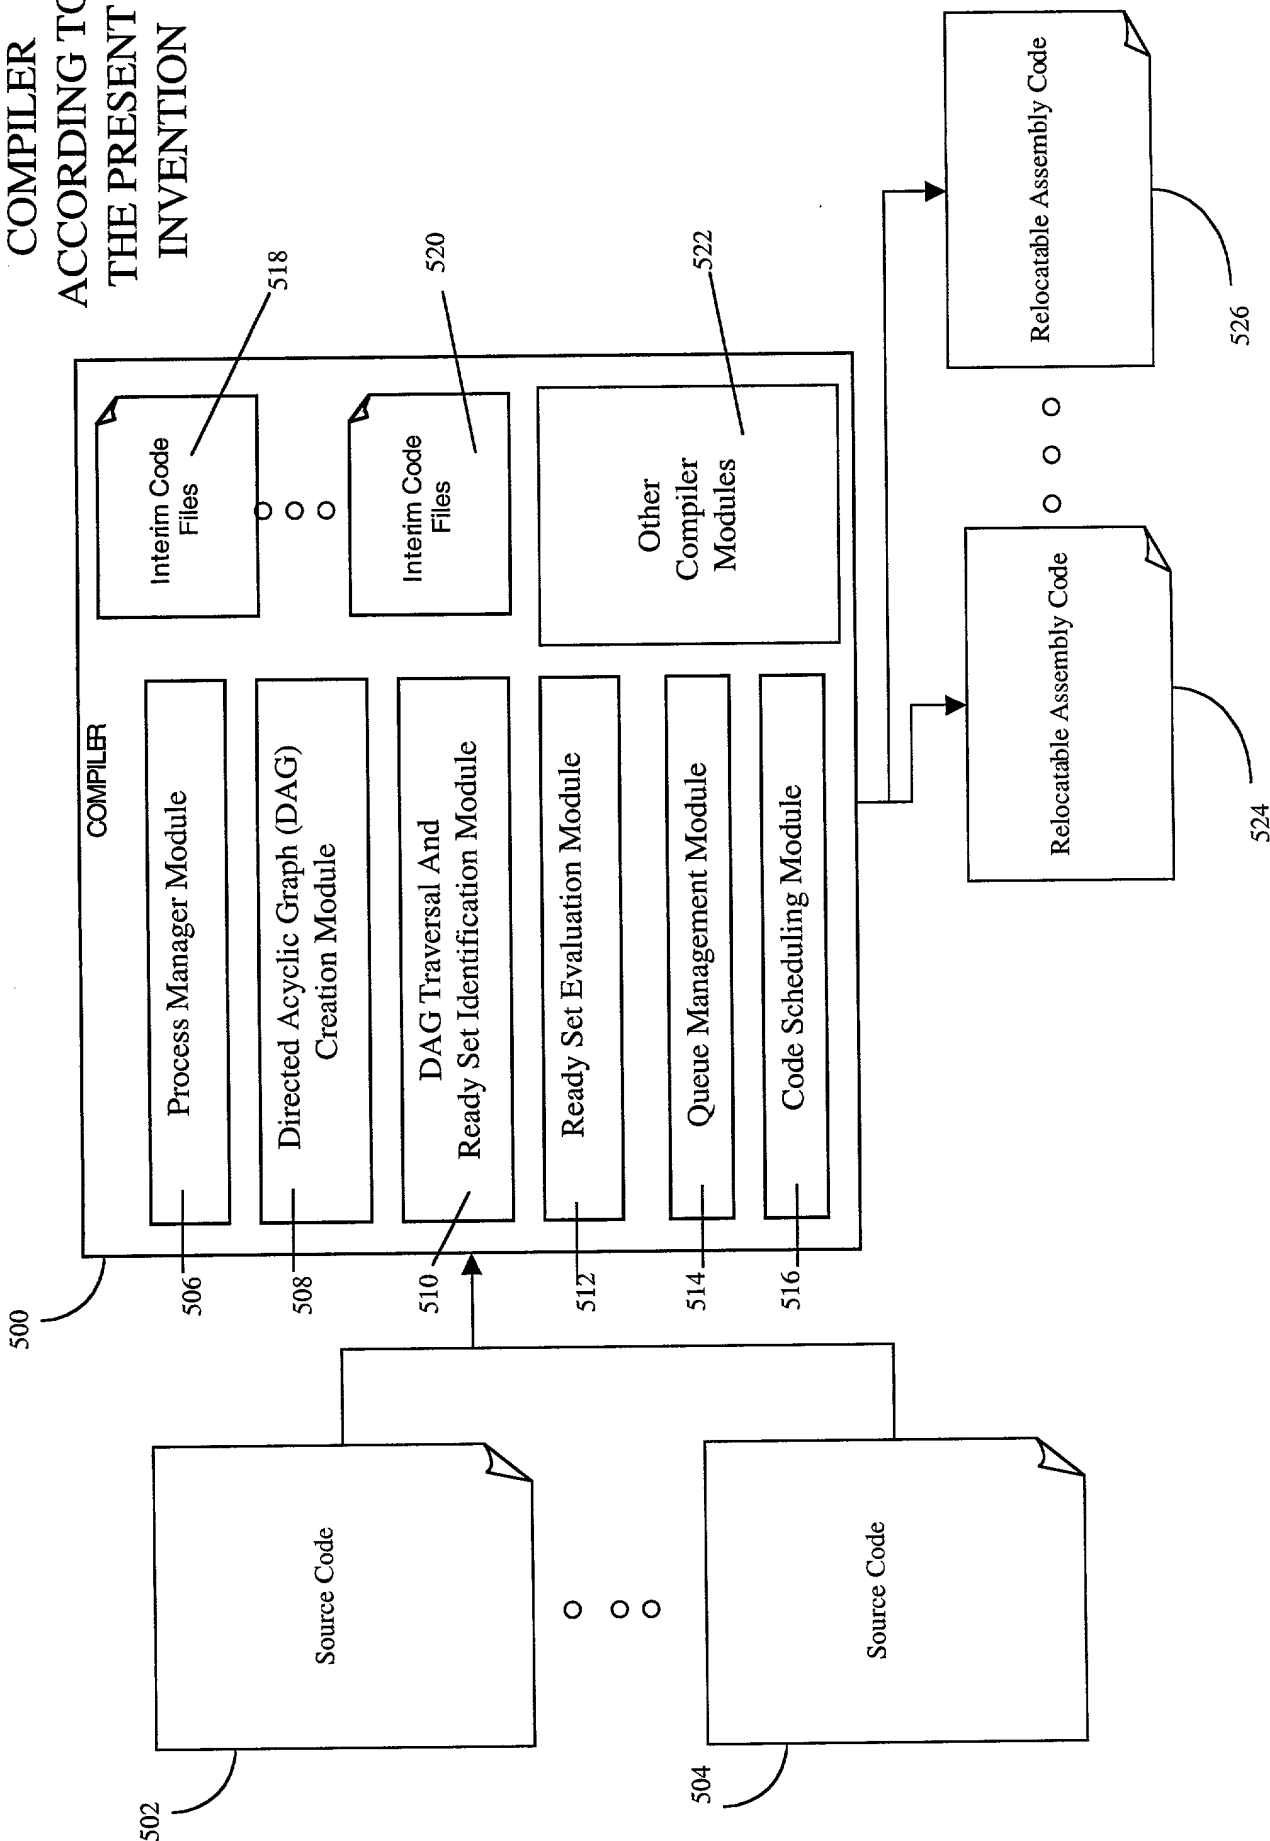 COMPILER
ACCORDING TO
THE PRESENT
INVENTION
500
COMPILER
502
Source Code
504
Source Code
506
Process Manager Module
508
Directed Acyclic Graph (DAG)
Creation Module
510
DAG Traversal And
Ready Set Identification Module
512
Ready Set Evaluation Module
514
Queue Management Module
516
Code Scheduling Module
Interim Code
Files
518
Interim Code
Files
520
Other
Compiler
Modules
522
Relocatable Assembly Code
524
Relocatable Assembly Code
526